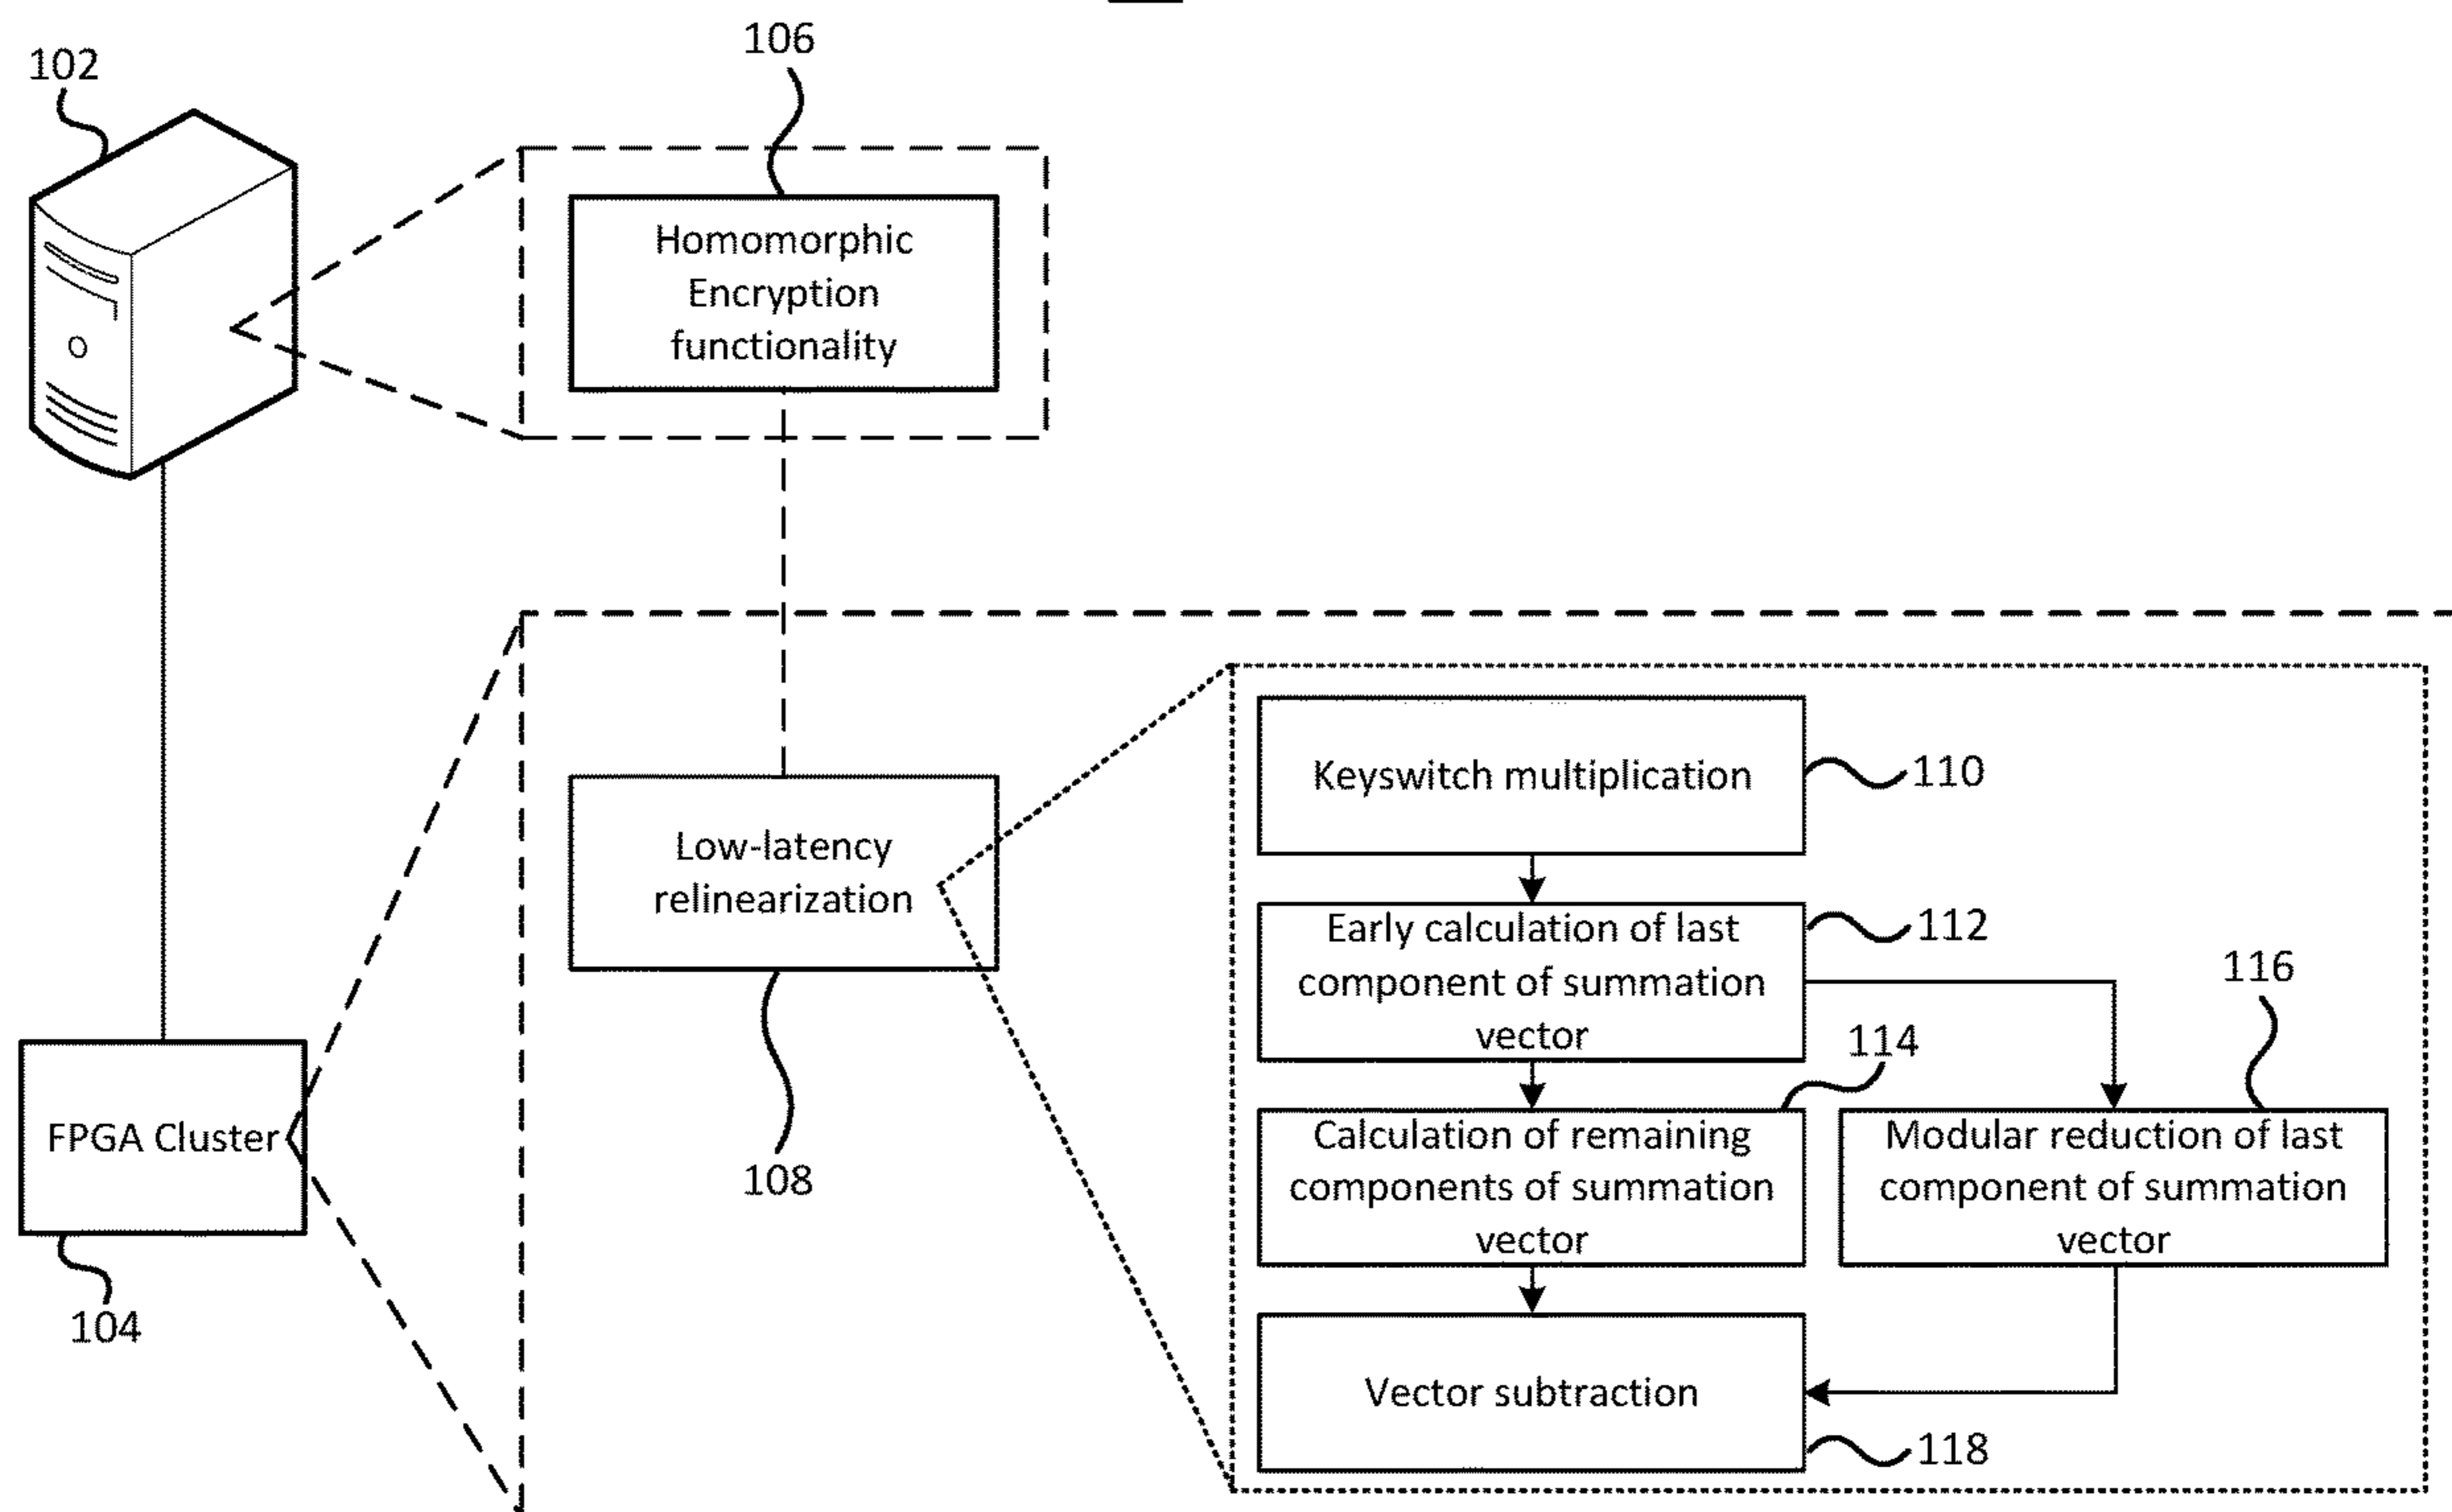 106
102
Homomorphic
Encryption
functionality
Keyswitch multiplication
110
Low-latency
relinearization
Early calculation of last
component of summation
vector
112
116
114
FPGA Cluster
Calculation of remaining
components of summation
vector
Modular reduction of last
component of summation
vector
108
104
Vector subtraction
118